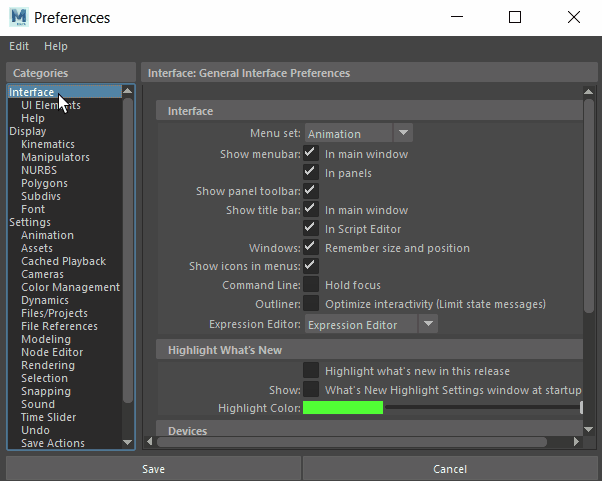 Preferences
Edit Help
Categories
Interface
UI Elements
Help
Display
Kinematics
Manipulators
NURBS
Polygons
Subdivs
Font
Settings
Animation
Assets
Cached Playback
Cameras
Color Management
Dynamics
Files/Projects
File References
Modeling
Node Editor
Rendering
Selection
Snapping
Sound
Time Slider
Undo
Save Actions
Interface: General Interface Preferences
Interface
Menu set: Animation
Show menubar: In main window
In panels
Show panel toolbar:
Show title bar: In main window
In Script Editor
Windows: Remember size and position
Show icons in menus:
Command Line: Hold focus
Outliner: Optimize interactivity (Limit state messages)
Expression Editor: Expression Editor
Highlight What's New
Highlight what's new in this release
Show: What's New Highlight Settings window at startup
Highlight Color:
Devices
Save Cancel